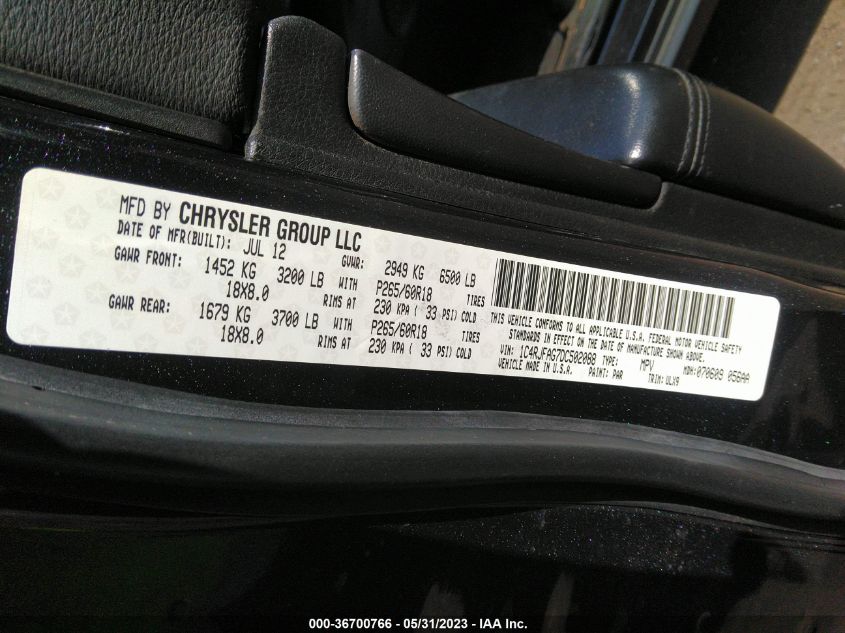 MFD BY CHRYSLER GROUP LLC
DATE OF MFR(BUILT): JUL 12 GVWR: 2949 KG 6500 LB
GAWR FRONT: 1452 KG 3200 LB WITH P265/60R18 TIRES
18X8.0 RIMS AT 230 KPA ( 33 PSI) COLD
GAWR REAR: 1679 KG 3700 LB WITH P265/60R18 TIRES
18X8.0 RIMS AT 230 KPA ( 33 PSI) COLD
THIS VEHICLE CONFORMS TO ALL APPLICABLE U.S.A. FEDERAL MOTOR VEHICLE SAFETY
STANDARDS IN EFFECT ON THE DATE OF MANUFACTURE SHOWN ABOVE.
VIN: 1C4RJFAG7DC502088 TYPE: MPV MDH: 070609 056AA
VEHICLE MADE IN U.S.A. PAINT: PAR TRIM: ULX9
000-36700766 - 05/31/2023 - IAA Inc.